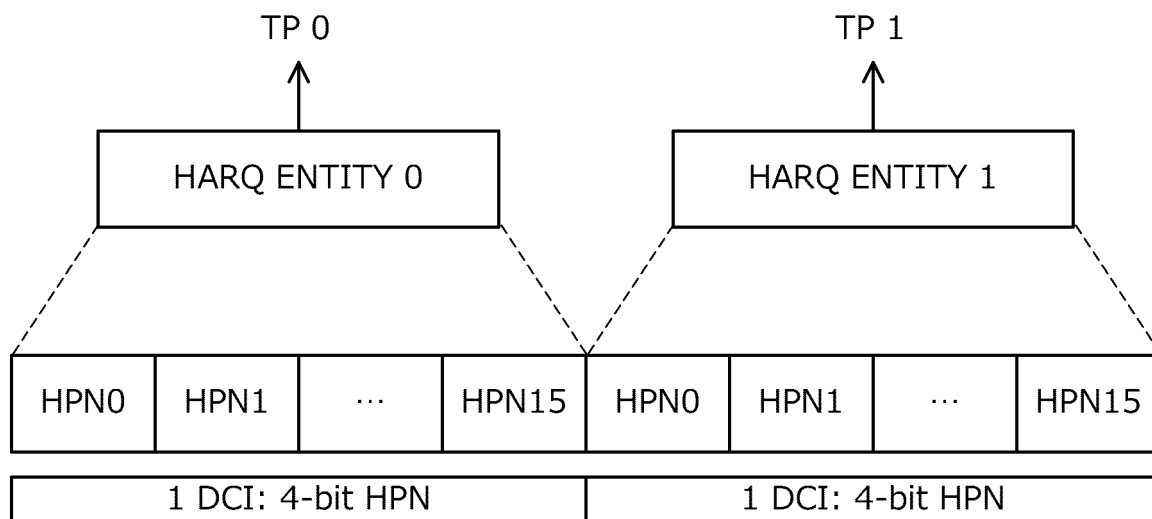 TP 0 TP 1
HARQ ENTITY 0 HARQ ENTITY 1
HPN0 HPN1 ... HPN15 HPN0 HPN1 ... HPN15
1 DCI: 4-bit HPN 1 DCI: 4-bit HPN